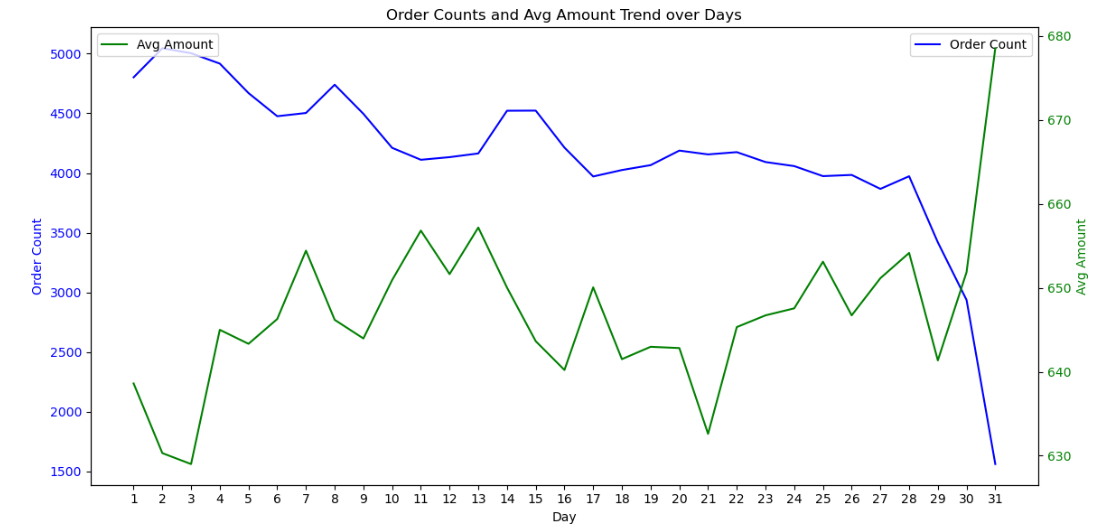 Order Counts and Avg Amount Trend over Days
Avg Amount
Order Count
5000
4500
4000
3500
3000
2500
2000
1500
Order Count
680
670
660
650
640
630
Avg Amount
1 2 3 4 5 6 7 8 9 10 11 12 13 14 15 16 17 18 19 20 21 22 23 24 25 26 27 28 29 30 31
Day